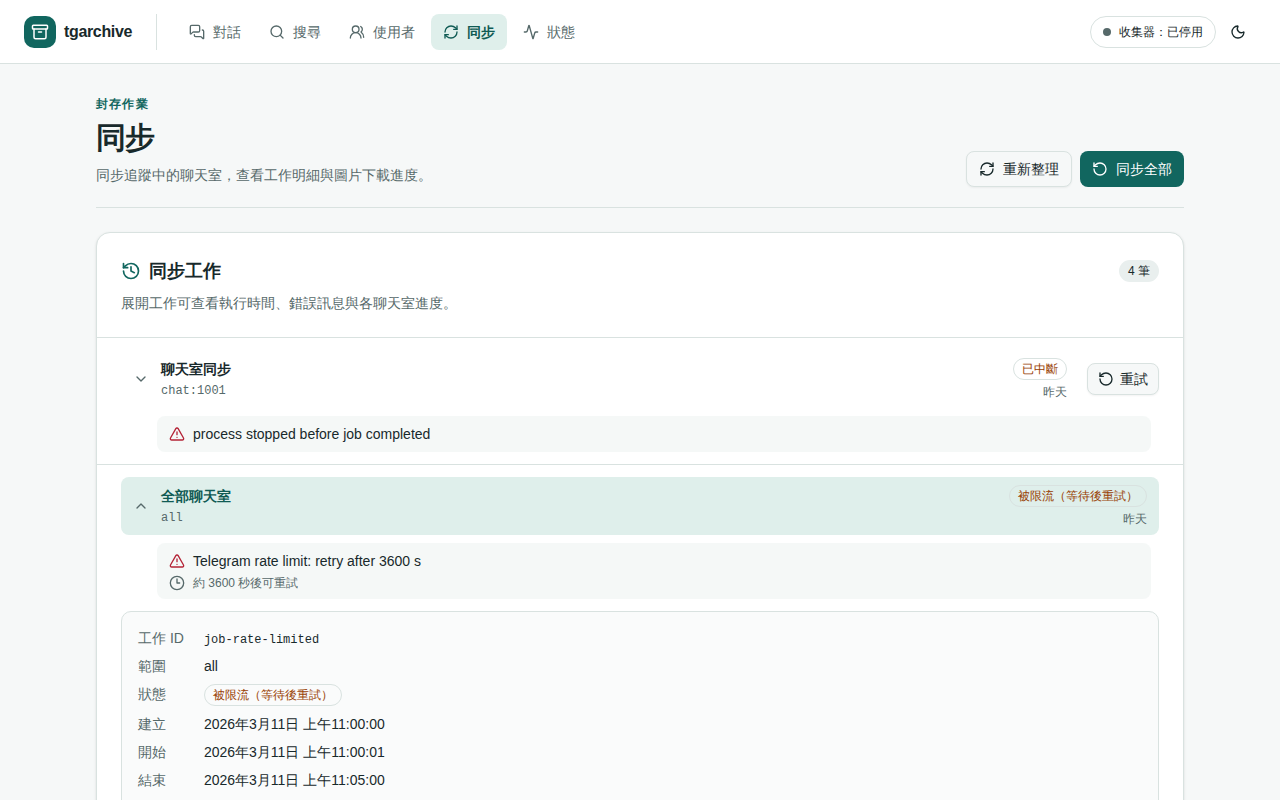 tgarchive
對話
搜尋
使用者
同步
狀態
收集器：已停用
封存作業
同步
同步追蹤中的聊天室，查看工作明細與圖片下載進度。
重新整理
同步全部
同步工作
4 筆
展開工作可查看執行時間、錯誤訊息與各聊天室進度。
聊天室同步
chat:1001
已中斷
昨天
重試
process stopped before job completed
全部聊天室
all
被限流（等待後重試）
昨天
Telegram rate limit: retry after 3600 s
約 3600 秒後可重試
工作 ID job-rate-limited
範圍 all
狀態 被限流（等待後重試）
建立 2026年3月11日 上午11:00:00
開始 2026年3月11日 上午11:00:01
結束 2026年3月11日 上午11:05:00